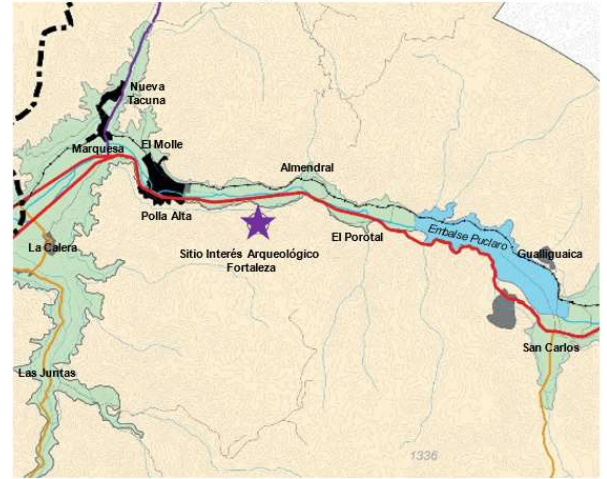 Nueva
Tacuna
El Molle
Marquesa
Almendral
Polla Alta
El Porotal
Embalse Puclaro
La Calera
Sitio Interés Arqueológico
Fortaleza
Gualliguaica
San Carlos
Las Juntas
1336